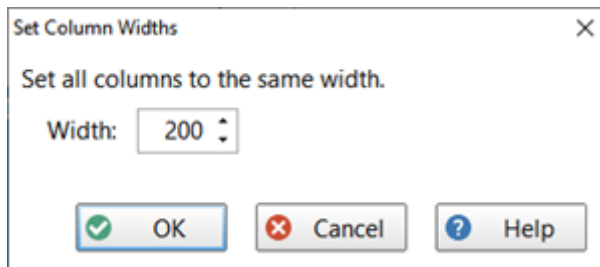 Set Column Widths
Set all columns to the same width.
Width: 200
OK Cancel Help